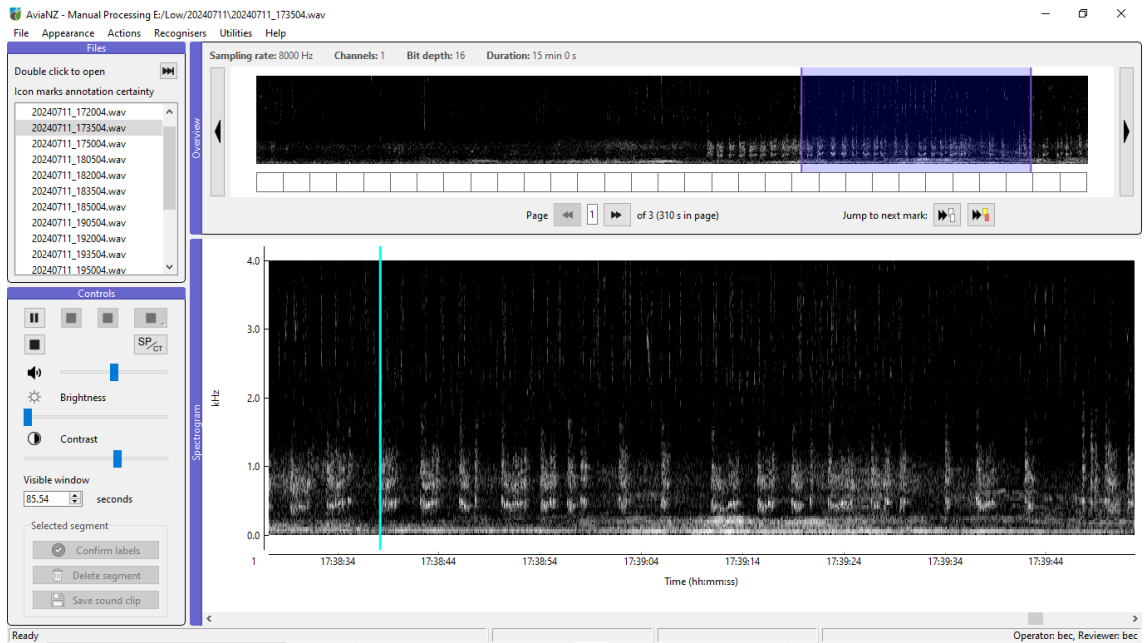 AviaNZ - Manual Processing E:/Low/20240711\20240711_173504.wav
File Appearance Actions Recognisers Utilities Help
Files
Double click to open
Icon marks annotation certainty
20240711_172004.wav
20240711_173504.wav
20240711_175004.wav
20240711_180504.wav
20240711_182004.wav
20240711_183504.wav
20240711_185004.wav
20240711_190504.wav
20240711_192004.wav
20240711_193504.wav
20240711_195004.wav
Controls
SP/CT
Brightness
Contrast
Visible window
85.54 seconds
Selected segment
Confirm labels
Delete segment
Save sound clip
Overview
Sampling rate: 8000 Hz Channels: 1 Bit depth: 16 Duration: 15 min 0 s
Page 1 of 3 (310 s in page)
Jump to next mark:
Spectrogram
kHz
4.0
3.0
2.0
1.0
0.0
1 17:38:34 17:38:44 17:38:54 17:39:04 17:39:14 17:39:24 17:39:34 17:39:44
Time (hh:mm:ss)
Ready
Operator: bec, Reviewer: bec